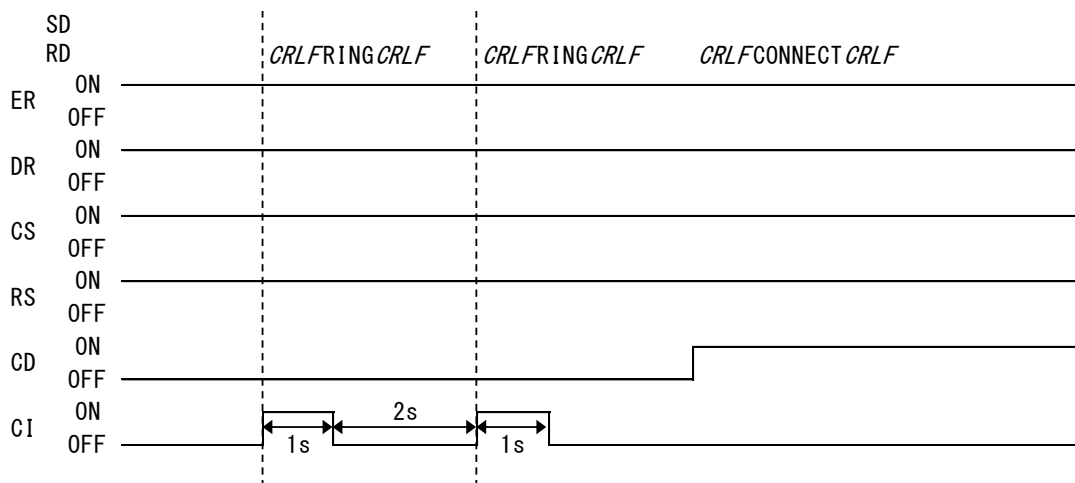 SD
RD CRLFRINGCRLF CRLFRINGCRLF CRLFCONNECTCRLF
ER ON
OFF
DR ON
OFF
CS ON
OFF
RS ON
OFF
CD ON
OFF
CI ON
OFF
1s 2s 1s